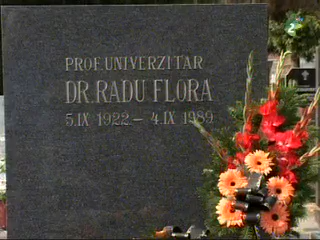 PROF. UNIVERZITAR
DR. RADU FLORA
5.IX 1922 – 4.IX 1989